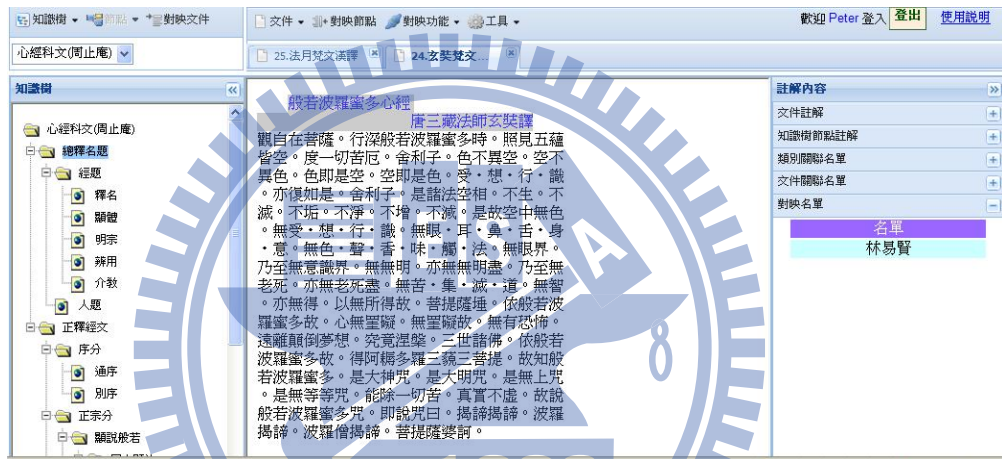 知識樹 節點 對映文件
文件 對映節點 對映功能 工具
歡迎 Peter 登入 登出 使用說明
心經科文(周止庵)
25.法月梵文漢譯 24.玄奘梵文...
知識樹
心經科文(周止庵)
總釋名題
經題
釋名
顯體
明宗
辨用
介教
人題
正釋經文
序分
通序
別序
正宗分
顯說般若
般若波羅蜜多心經
唐三藏法師玄奘譯
觀自在菩薩。行深般若波羅蜜多時。照見五蘊
皆空。度一切苦厄。舍利子。色不異空。空不
異色。色即是空。空即是色。受‧想‧行‧識
。亦復如是。舍利子。是諸法空相。不生。不
滅。不垢。不淨。不增。不減。是故空中無色
。無受‧想‧行‧識。無眼‧耳‧鼻‧舌‧身
‧意。無色‧聲‧香‧味‧觸‧法。無眼界。
乃至無意識界。無無明。亦無無明盡。乃至無
老死。亦無老死盡。無苦‧集‧滅‧道。無智
。亦無得。以無所得故。菩提薩埵。依般若波
羅蜜多故。心無罣礙。無罣礙故。無有恐怖。
遠離顛倒夢想。究竟涅槃。三世諸佛。依般若
波羅蜜多故。得阿耨多羅三藐三菩提。故知般
若波羅蜜多。是大神咒。是大明咒。是無上咒
。是無等等咒。能除一切苦。真實不虛。故說
般若波羅蜜多咒。即說咒曰。揭諦揭諦。波羅
揭諦。波羅僧揭諦。菩提薩婆訶。
註解內容
文件註解
知識樹節點註解
類別關聯名單
文件關聯名單
對映名單
名單
林易賢